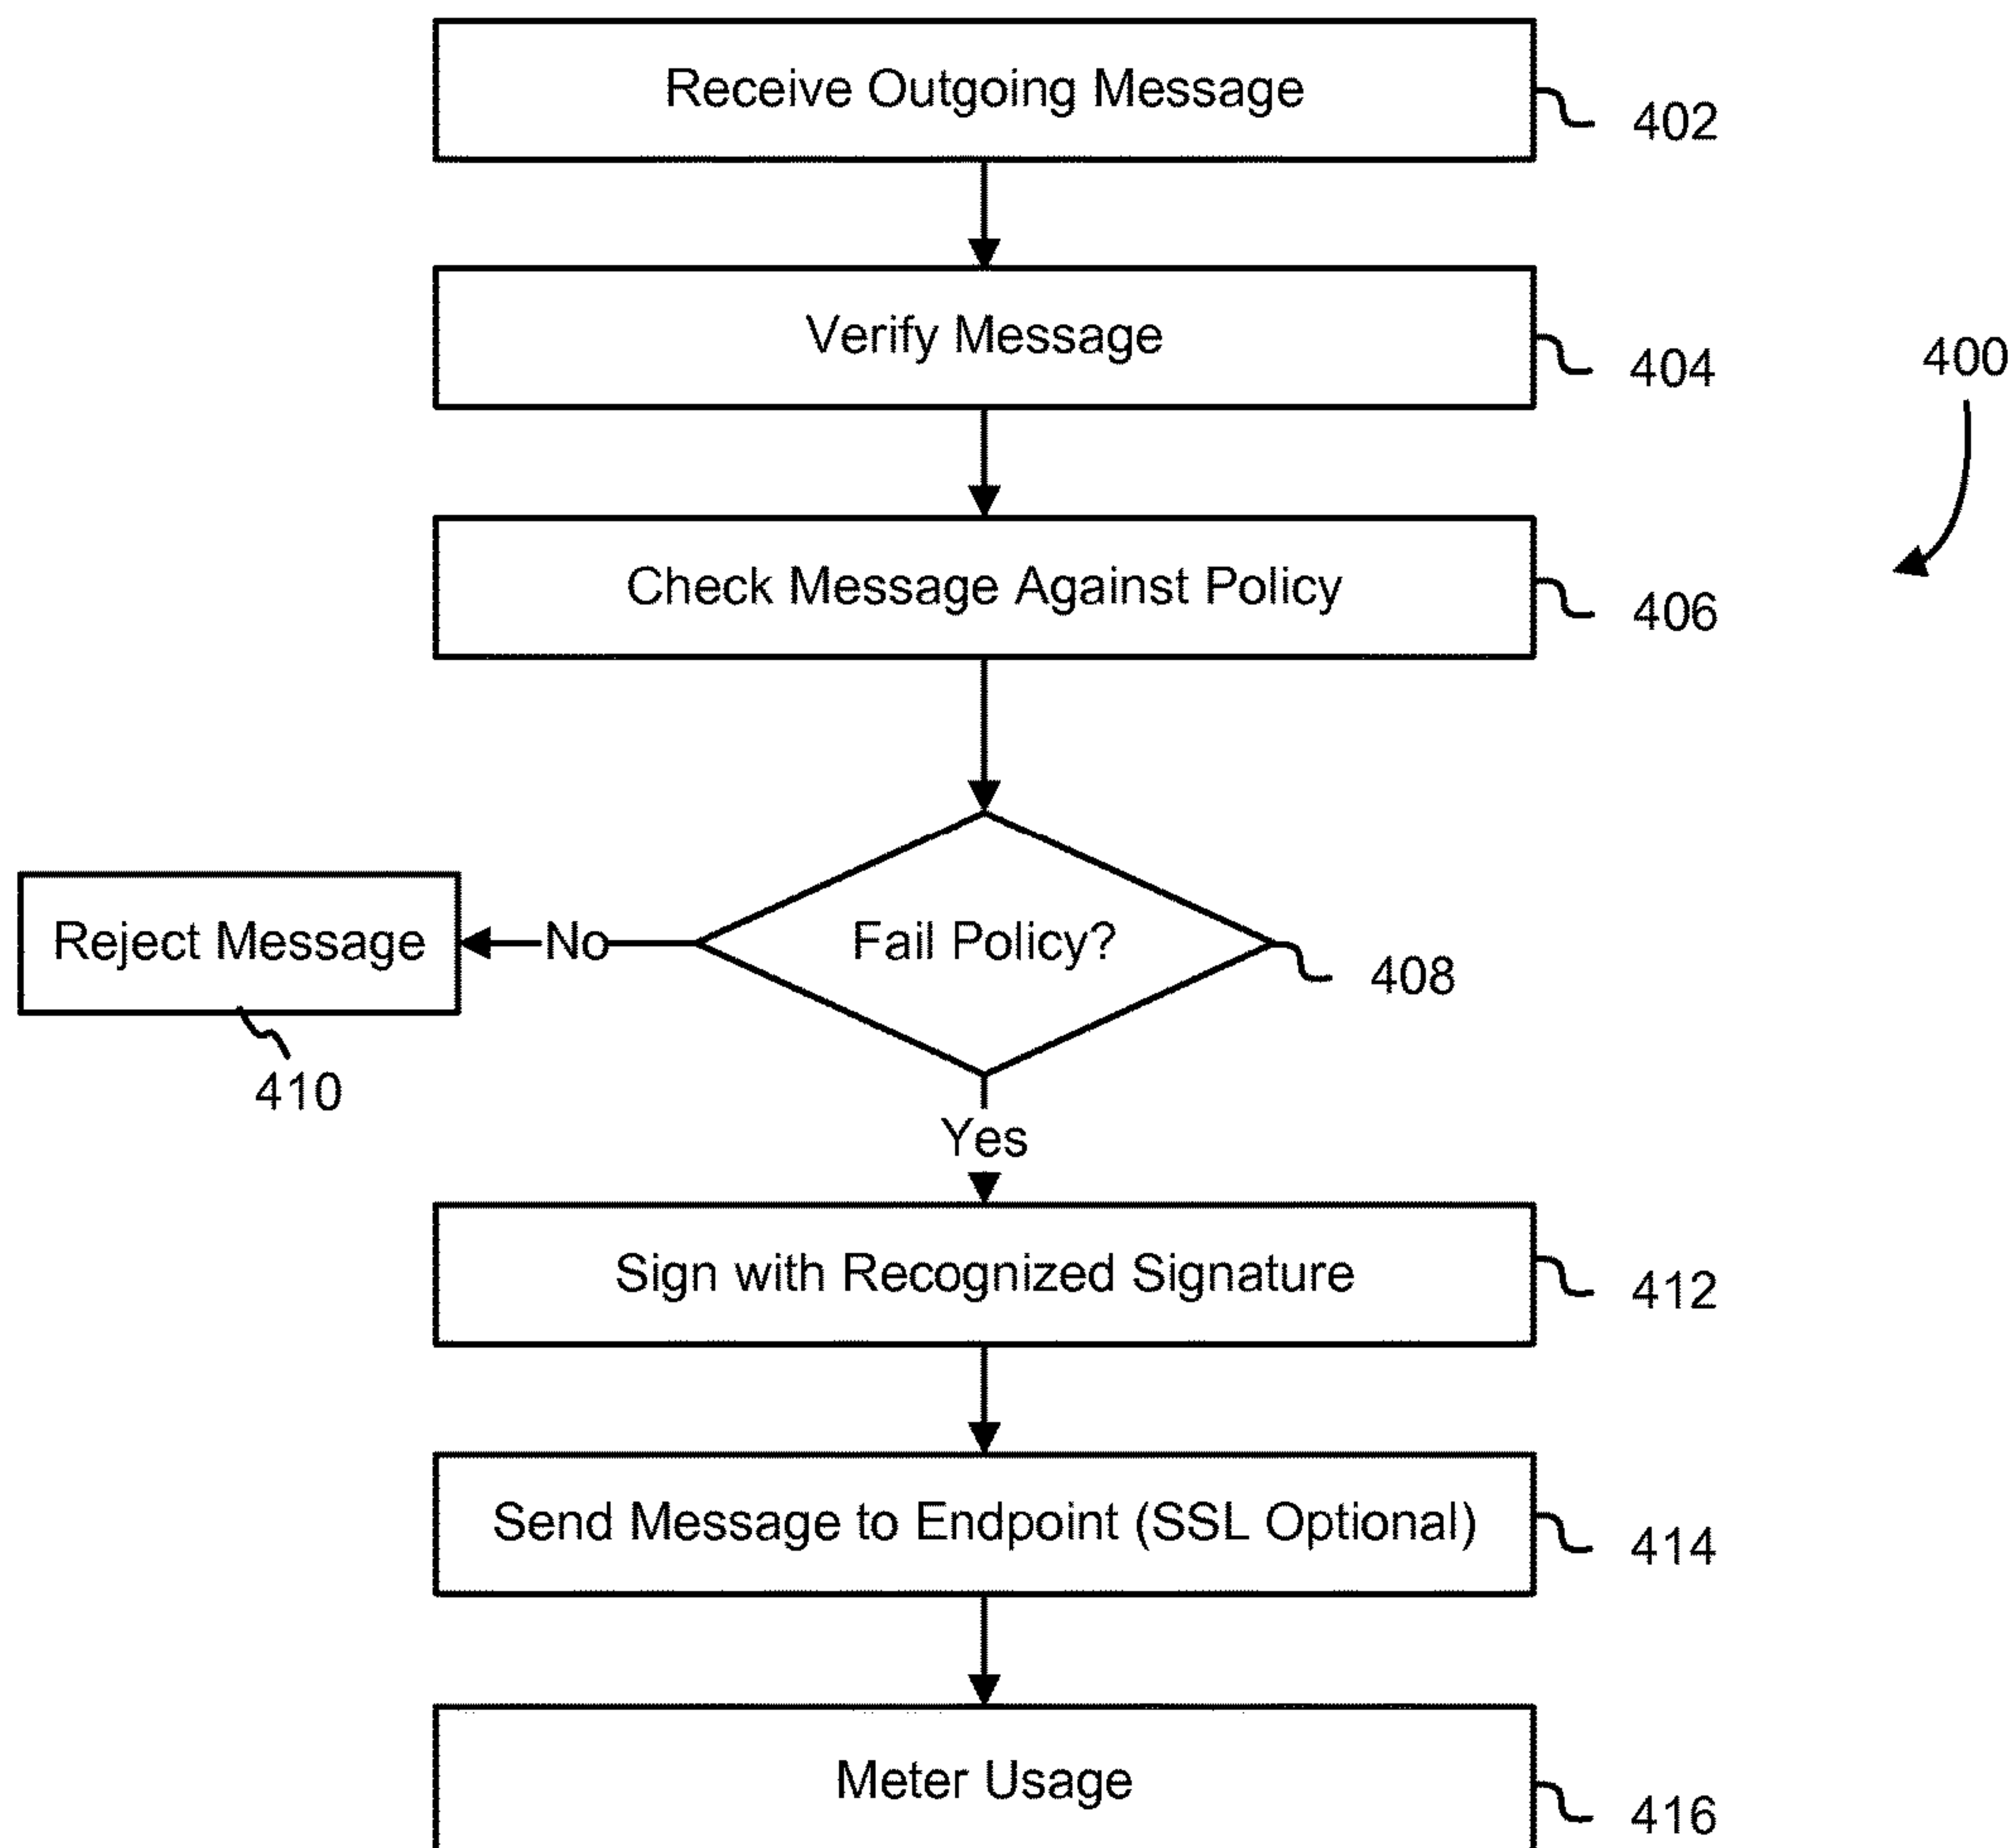 Receive Outgoing Message
402
Verify Message
404
400
Check Message Against Policy
406
Reject Message
No
Fail Policy?
408
410
Yes
Sign with Recognized Signature
412
Send Message to Endpoint (SSL Optional)
414
Meter Usage
416